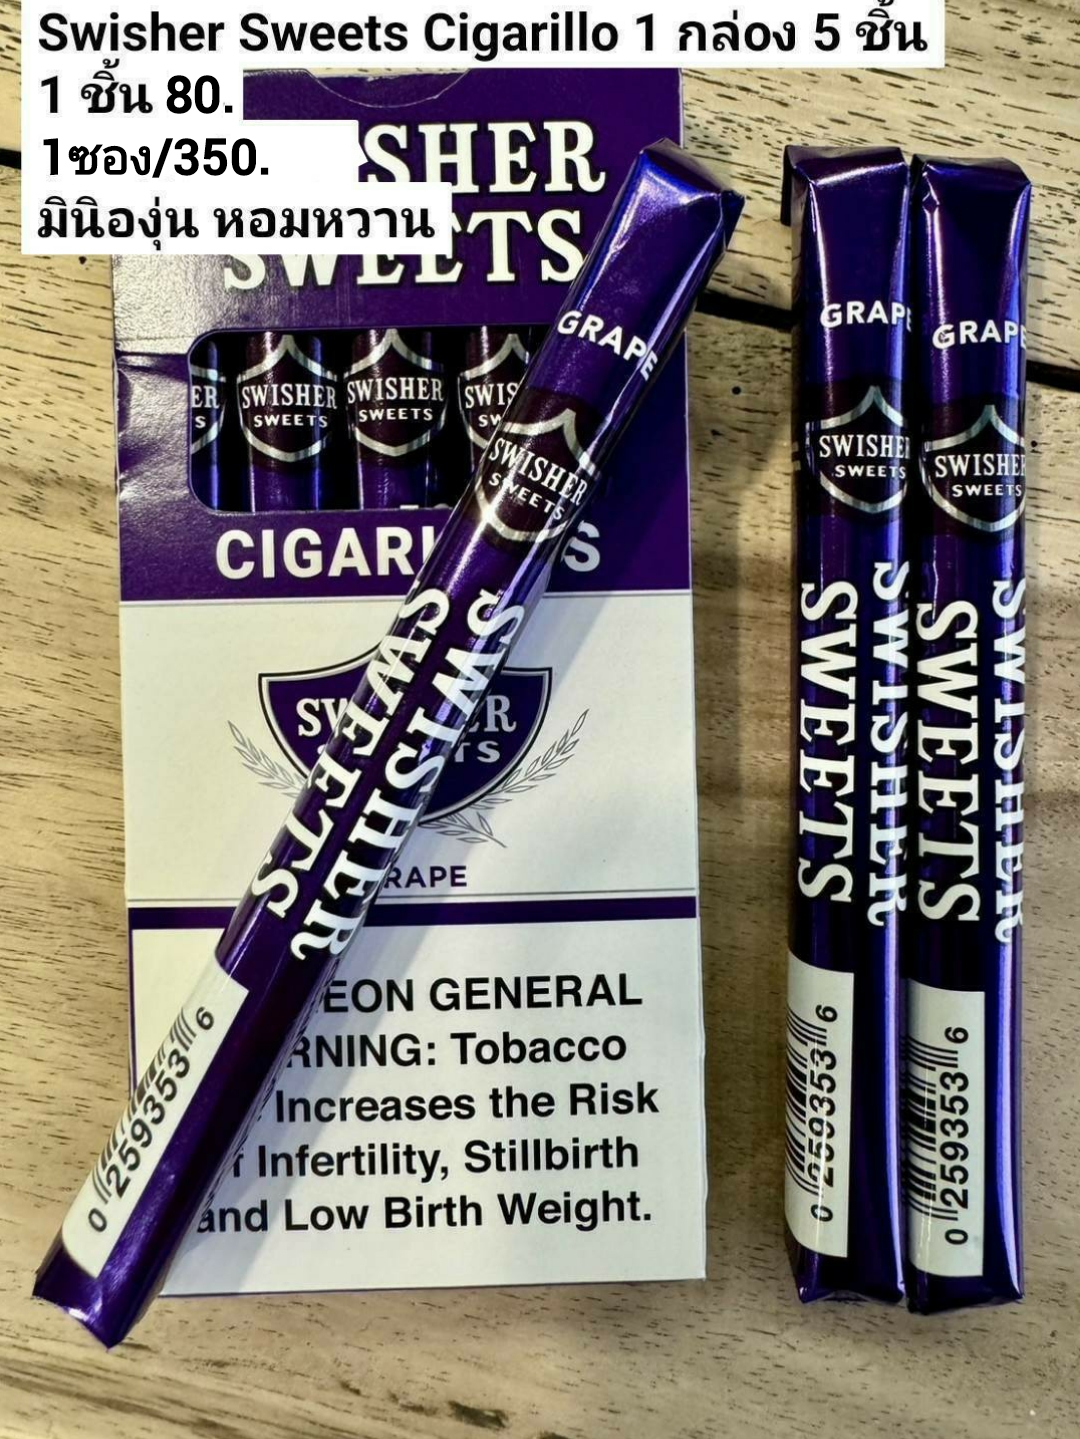 Swisher Sweets Cigarillo 1 กล่อง 5 ชิ้น
1 ชิ้น 80.
1ซอง/350.
มินิองุ่น หอมหวาน
SHER
SWEETS
GRAPE
SWISHER
SWEETS
SWISHER
SWEETS
SWISHER
SWEETS
CIGARI
S
SWISHER
SWEETS
RAPE
0 259353 6
EON GENERAL
RNING: Tobacco
Increases the Risk
f Infertility, Stillbirth
and Low Birth Weight.
GRAPE
SWISHE
SWEETS
SWISHER
SWEETS
0 259353 6
GRAPE
SWISHER
SWEETS
SWISHER
SWEETS
0 259353 6